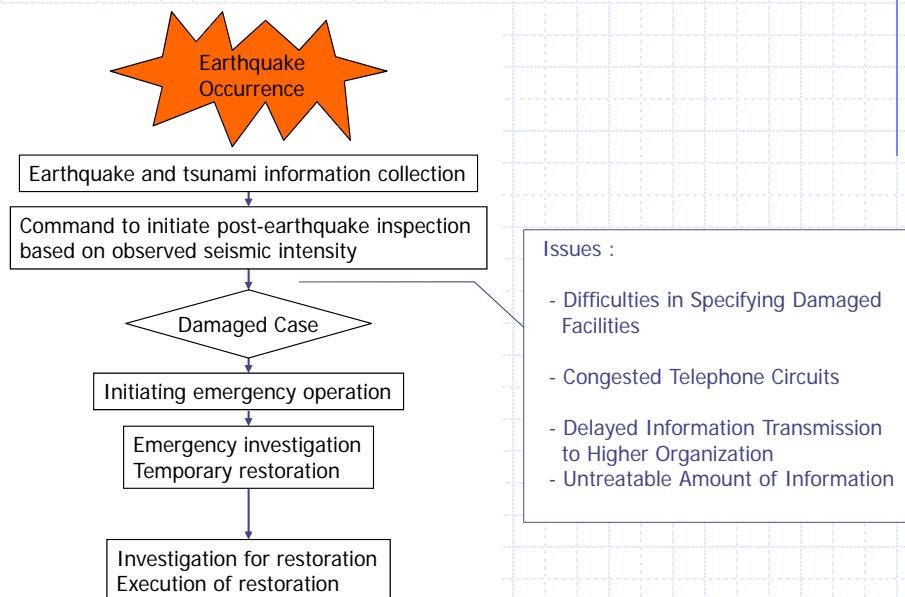 Earthquake
Occurrence
Earthquake and tsunami information collection
Command to initiate post-earthquake inspection
based on observed seismic intensity
Damaged Case
Initiating emergency operation
Emergency investigation
Temporary restoration
Investigation for restoration
Execution of restoration
Issues :
- Difficulties in Specifying Damaged
Facilities
- Congested Telephone Circuits
- Delayed Information Transmission
to Higher Organization
- Untreatable Amount of Information